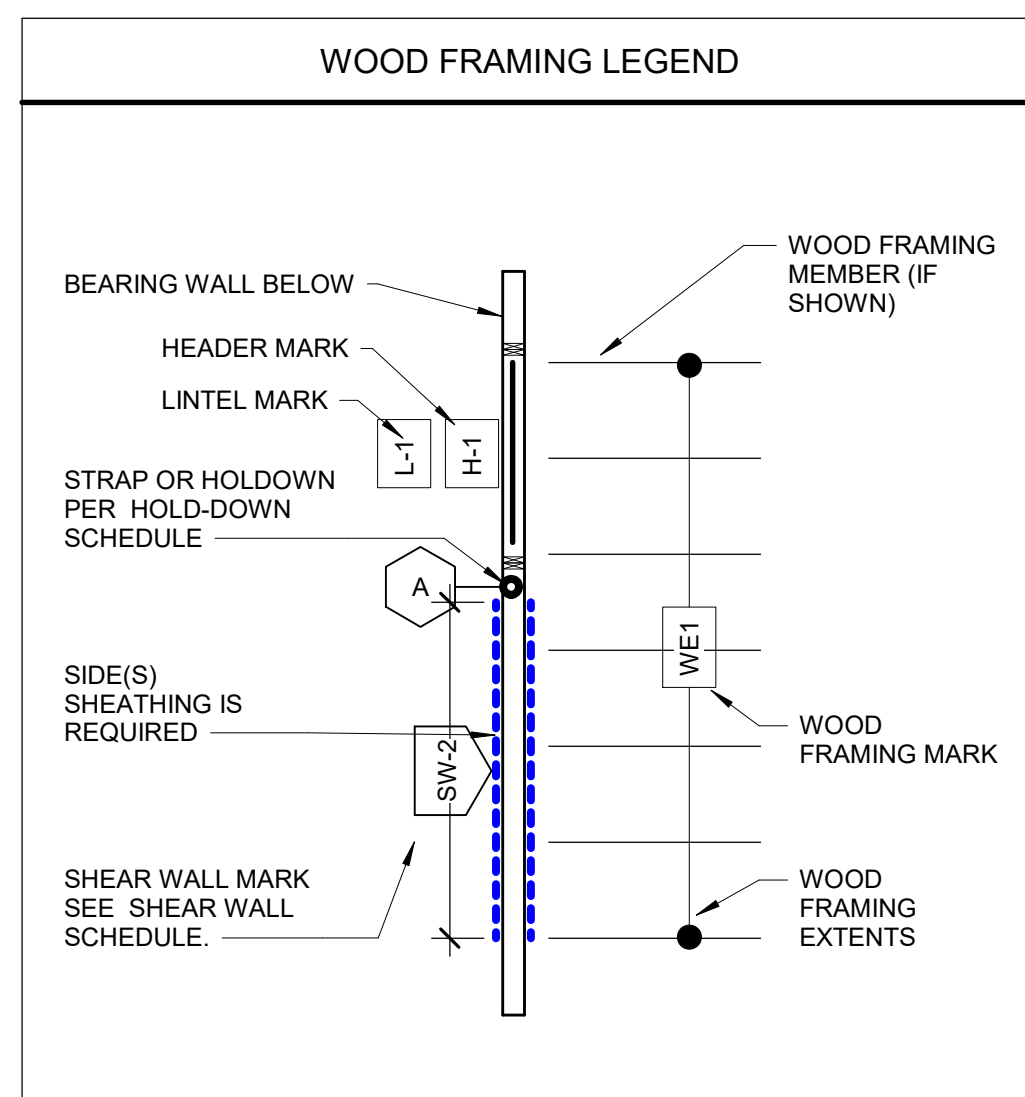 WOOD FRAMING LEGEND
BEARING WALL BELOW
HEADER MARK
LINTEL MARK
L-1
H-1
STRAP OR HOLDOWN
PER HOLD-DOWN
SCHEDULE
A
SIDE(S)
SHEATHING IS
REQUIRED
SW-2
SHEAR WALL MARK
SEE SHEAR WALL
SCHEDULE.
WOOD FRAMING
MEMBER (IF
SHOWN)
WE1
WOOD
FRAMING MARK
WOOD
FRAMING
EXTENTS